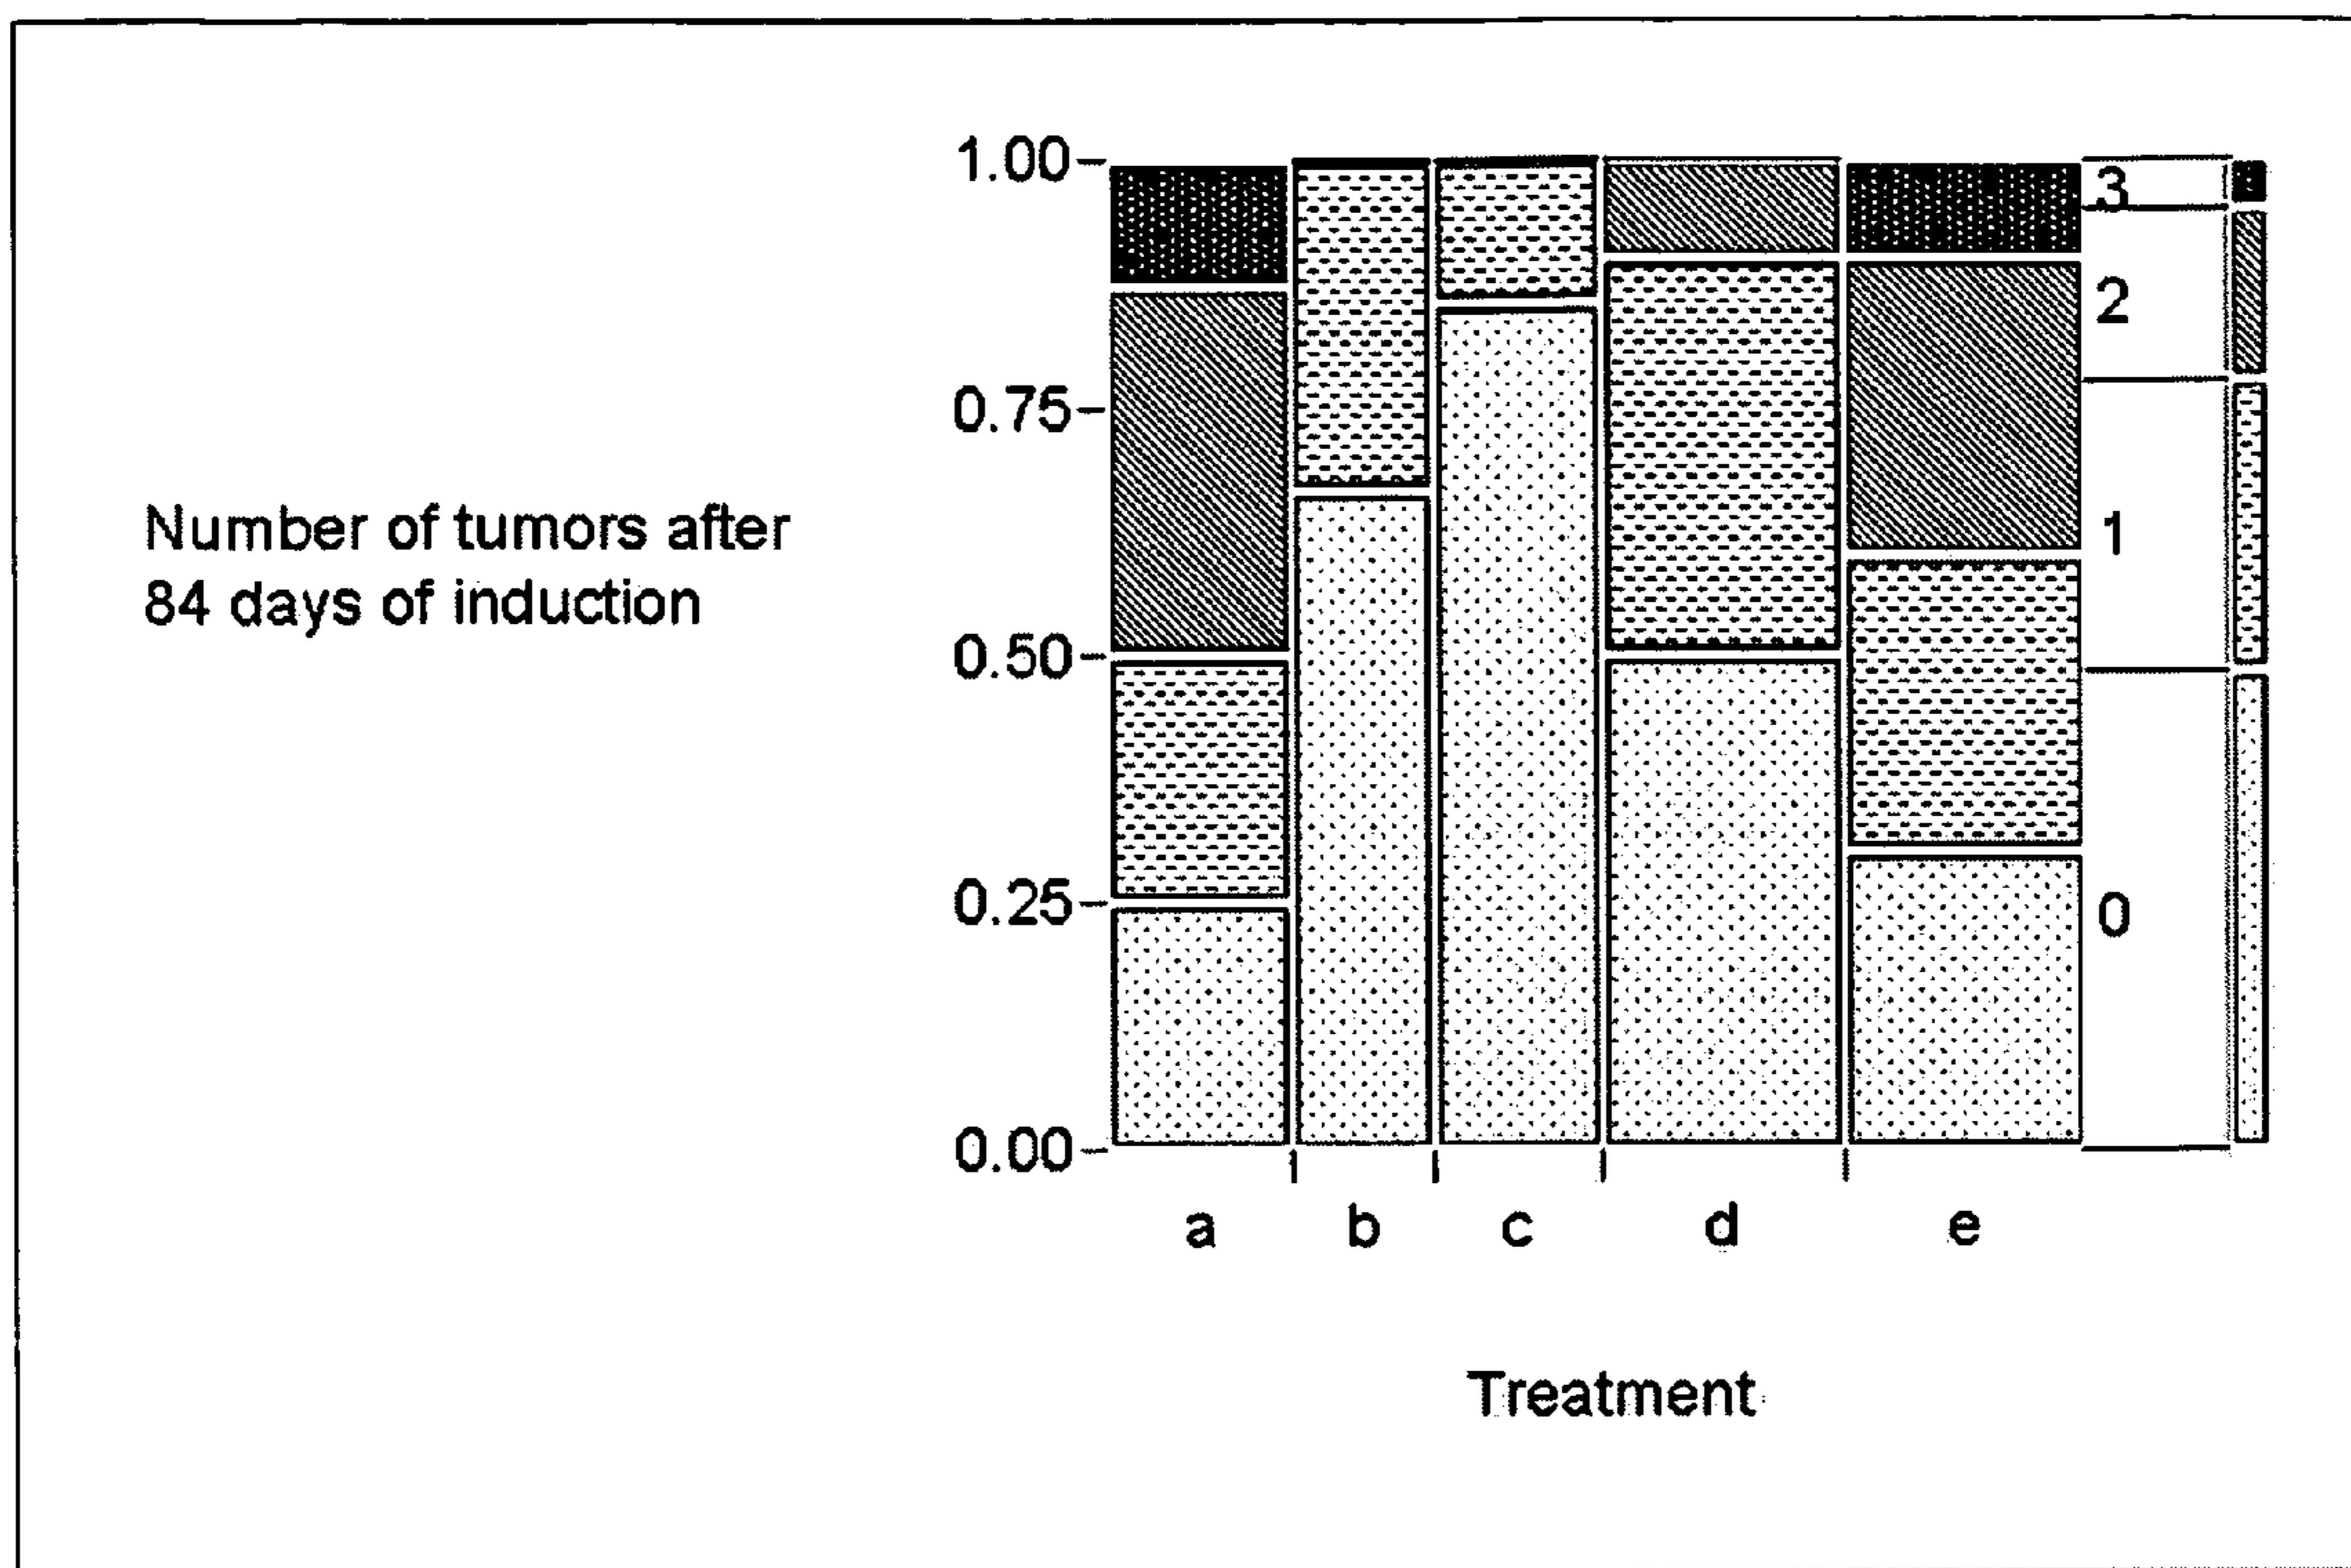 Number of tumors after
84 days of induction
1.00
0.75
0.50
0.25
0.00
3
2
1
0
a b c d e
Treatment